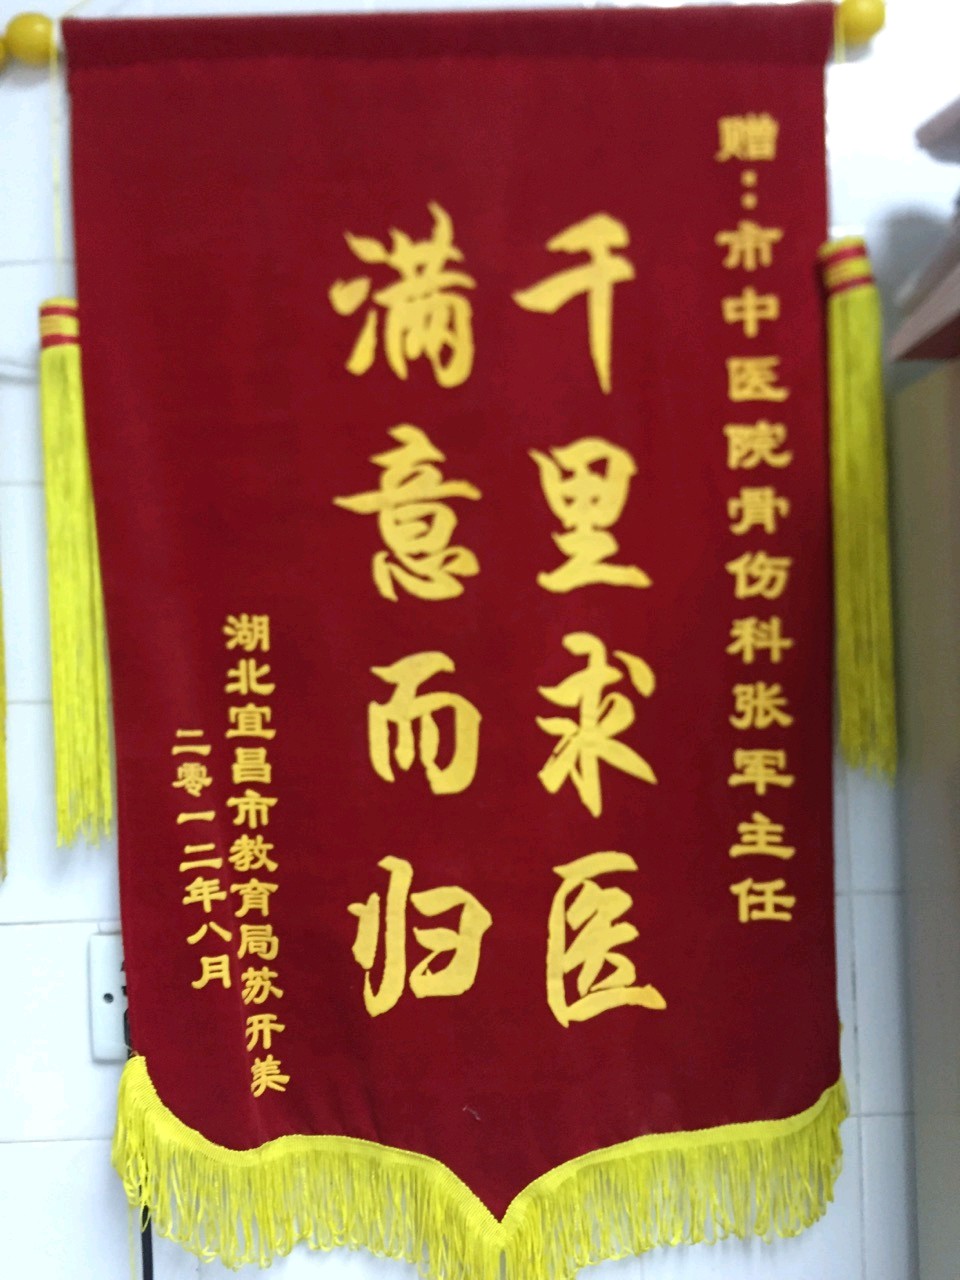 赠:市中医院骨伤科张军主任
千里求医
满意而归
湖北宜昌市教育局苏开美
二零一二年八月